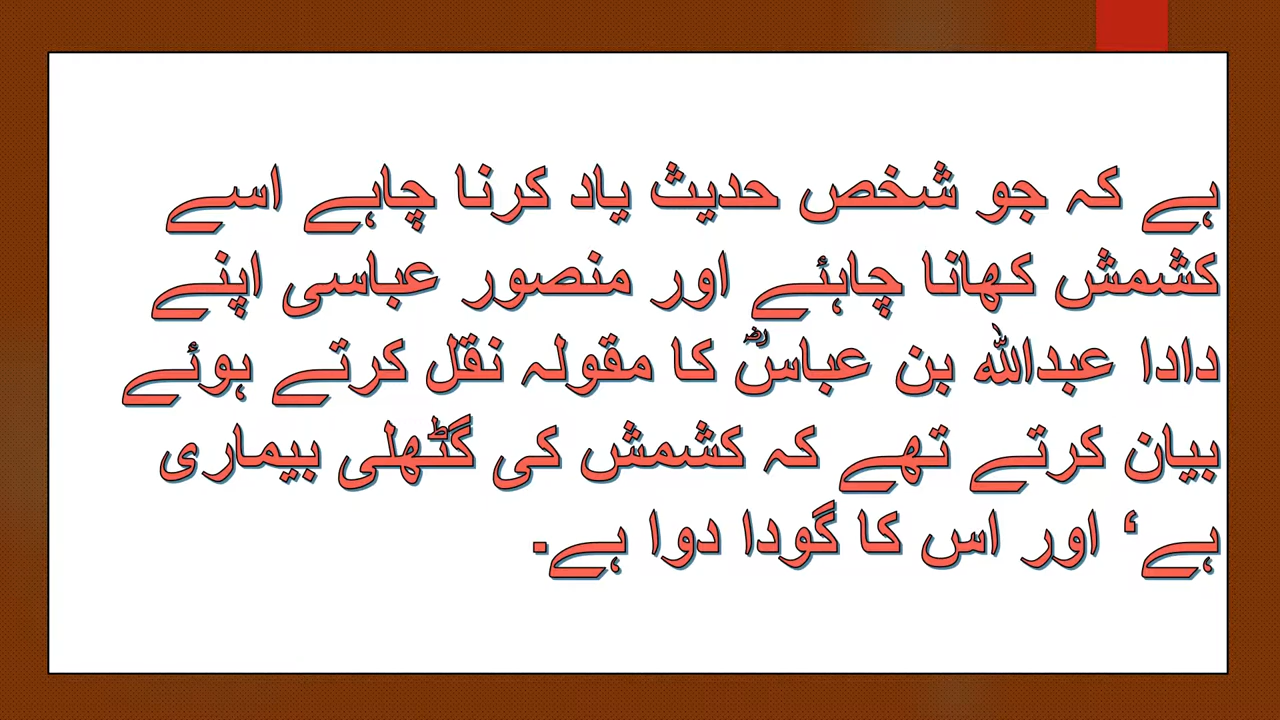 ہے کہ جو شخص حدیث یاد کرنا چاہے اسے
کشمش کھانا چاہئے اور منصور عباسی اپنے
دادا عبداللہ بن عباسؓ کا مقولہ نقل کرتے ہوئے
بیان کرتے تھے کہ کشمش کی گٹھلی بیماری
ہے‘ اور اس کا گودا دوا ہے.